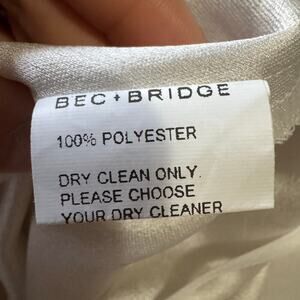 BEC + BRIDGE
100% POLYESTER
DRY CLEAN ONLY.
PLEASE CHOOSE
YOUR DRY CLEANER